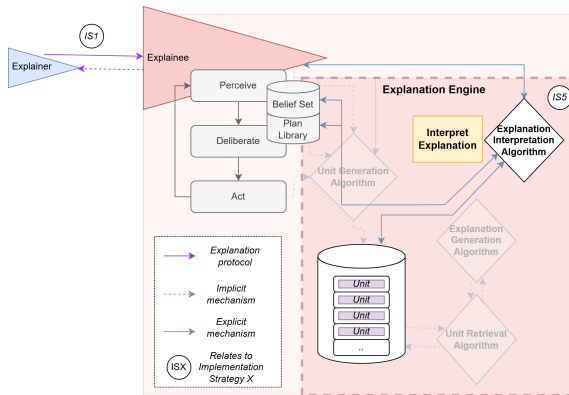 IS1
Explainer
Explainee
Perceive
Belief Set
Plan
Library
Deliberate
Act
Explanation Engine
IS5
Interpret
Explanation
Explanation
Interpretation
Algorithm
Unit Generation
Algorithm
Explanation
Generation
Algorithm
Unit
Unit
Unit
Unit
..
Unit Retrieval
Algorithm
Explanation
protocol
Implicit
mechanism
Explicit
mechanism
ISX
Relates to
Implementation
Strategy X